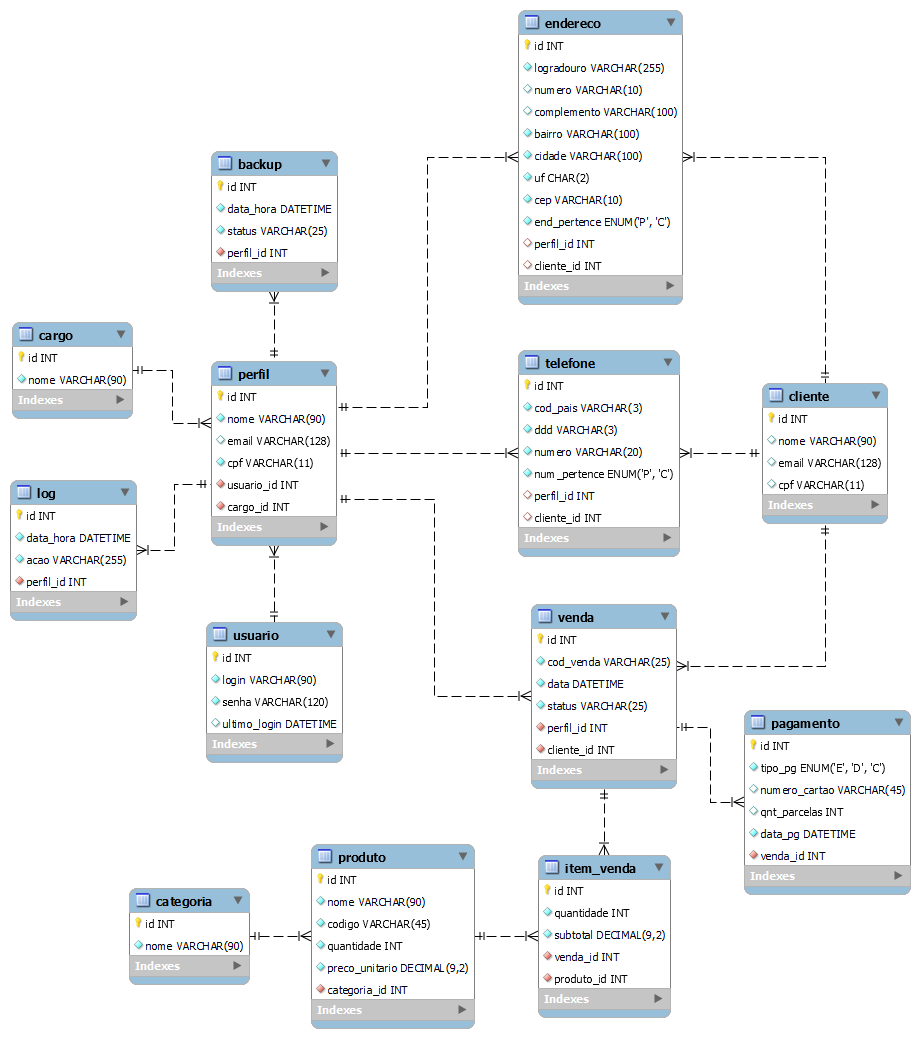 endereco
id INT
logradouro VARCHAR(255)
numero VARCHAR(10)
complemento VARCHAR(100)
bairro VARCHAR(100)
cidade VARCHAR(100)
uf CHAR(2)
cep VARCHAR(10)
end_pertence ENUM('P', 'C')
perfil_id INT
cliente_id INT
Indexes
backup
id INT
data_hora DATETIME
status VARCHAR(25)
perfil_id INT
Indexes
cargo
id INT
nome VARCHAR(90)
Indexes
perfil
id INT
nome VARCHAR(90)
email VARCHAR(128)
cpf VARCHAR(11)
usuario_id INT
cargo_id INT
Indexes
telefone
id INT
cod_pais VARCHAR(3)
ddd VARCHAR(3)
numero VARCHAR(20)
num_pertence ENUM('P', 'C')
perfil_id INT
cliente_id INT
Indexes
cliente
id INT
nome VARCHAR(90)
email VARCHAR(128)
cpf VARCHAR(11)
Indexes
log
id INT
data_hora DATETIME
acao VARCHAR(255)
perfil_id INT
Indexes
usuario
id INT
login VARCHAR(90)
senha VARCHAR(120)
ultimo_login DATETIME
Indexes
venda
id INT
cod_venda VARCHAR(25)
data DATETIME
status VARCHAR(25)
perfil_id INT
cliente_id INT
Indexes
pagamento
id INT
tipo_pg ENUM('E', 'D', 'C')
numero_cartao VARCHAR(45)
qnt_parcelas INT
data_pg DATETIME
venda_id INT
Indexes
produto
id INT
nome VARCHAR(90)
codigo VARCHAR(45)
quantidade INT
preco_unitario DECIMAL(9,2)
categoria_id INT
Indexes
item_venda
id INT
quantidade INT
subtotal DECIMAL(9,2)
venda_id INT
produto_id INT
Indexes
categoria
id INT
nome VARCHAR(90)
Indexes